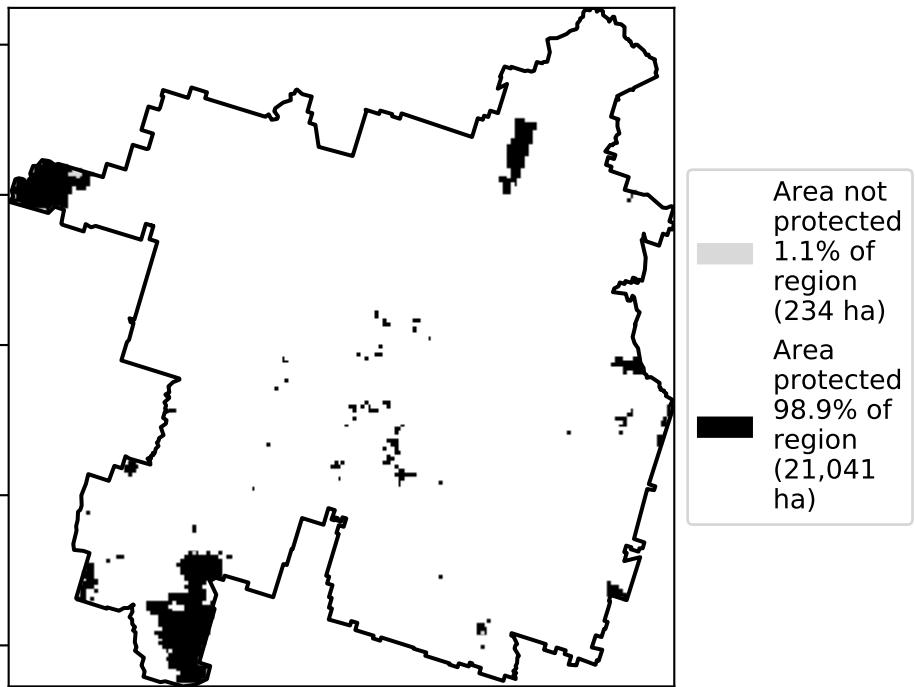 Area not
protected
1.1% of
region
(234 ha)
Area
protected
98.9% of
region
(21,041
ha)